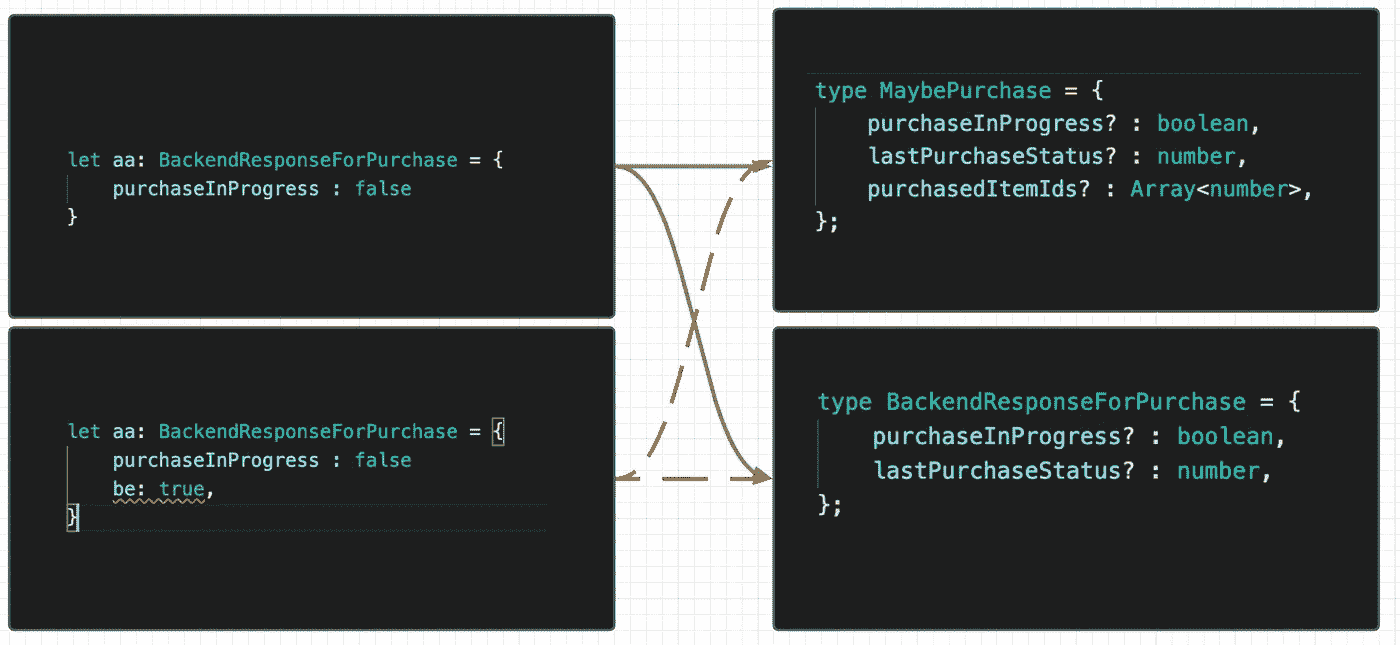 let aa: BackendResponseForPurchase = {
purchaseInProgress : false
}
let aa: BackendResponseForPurchase = {
purchaseInProgress : false
be: true,
}
type MaybePurchase = {
purchaseInProgress? : boolean,
lastPurchaseStatus? : number,
purchasedItemIds? : Array<number>,
};
type BackendResponseForPurchase = {
purchaseInProgress? : boolean,
lastPurchaseStatus? : number,
};